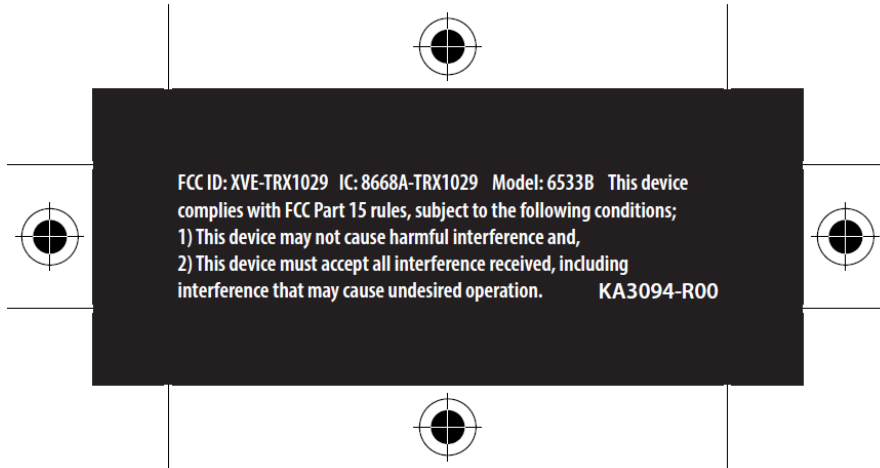 FCC ID: XVE-TRX1029 IC: 8668A-TRX1029 Model: 6533B This device
complies with FCC Part 15 rules, subject to the following conditions;
1) This device may not cause harmful interference and,
2) This device must accept all interference received, including
interference that may cause undesired operation. KA3094-R00